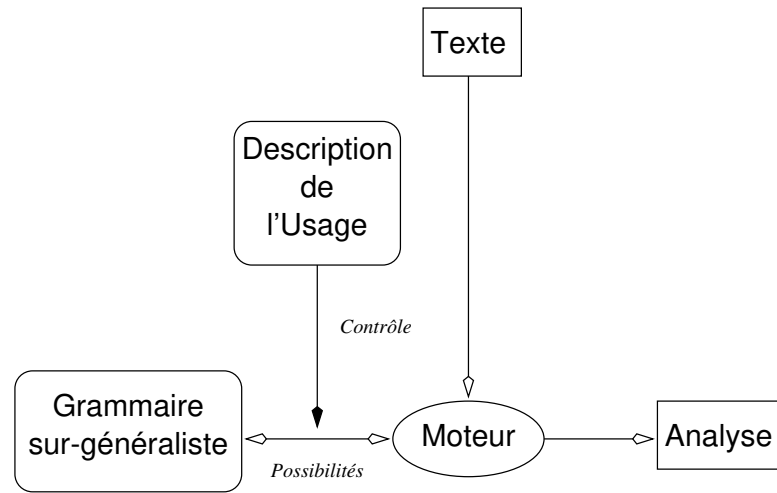 Texte
Description
de
l'Usage
Contrôle
Grammaire
sur-généraliste
Possibilités
Moteur
Analyse